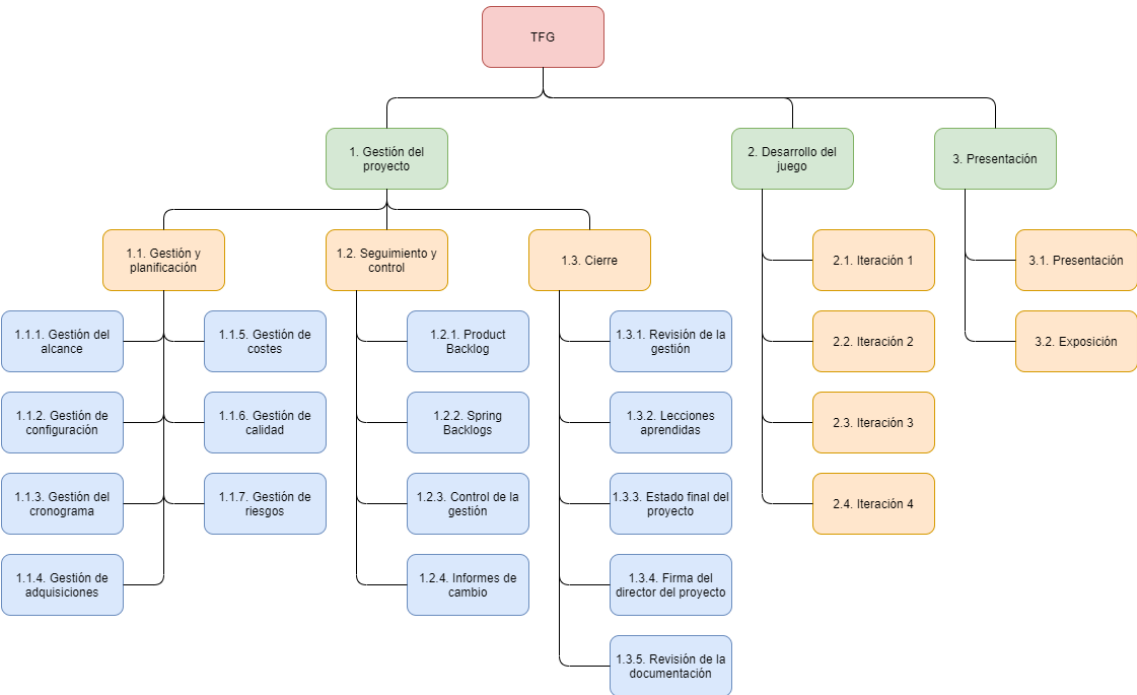 TFG
1. Gestión del
proyecto
2. Desarrollo del
juego
3. Presentación
1.1. Gestión y
planificación
1.2. Seguimiento y
control
1.3. Cierre
2.1. Iteración 1
3.1. Presentación
1.1.1. Gestión del
alcance
1.1.5. Gestión de
costes
1.2.1. Product
Backlog
1.3.1. Revisión de la
gestión
2.2. Iteración 2
3.2. Exposición
1.1.2. Gestión de
configuración
1.1.6. Gestión de
calidad
1.2.2. Spring
Backlogs
1.3.2. Lecciones
aprendidas
2.3. Iteración 3
1.1.3. Gestión del
cronograma
1.1.7. Gestión de
riesgos
1.2.3. Control de la
gestión
1.3.3. Estado final del
proyecto
2.4. Iteración 4
1.1.4. Gestión de
adquisiciones
1.2.4. Informes de
cambio
1.3.4. Firma del
director del proyecto
1.3.5. Revisión de la
documentación